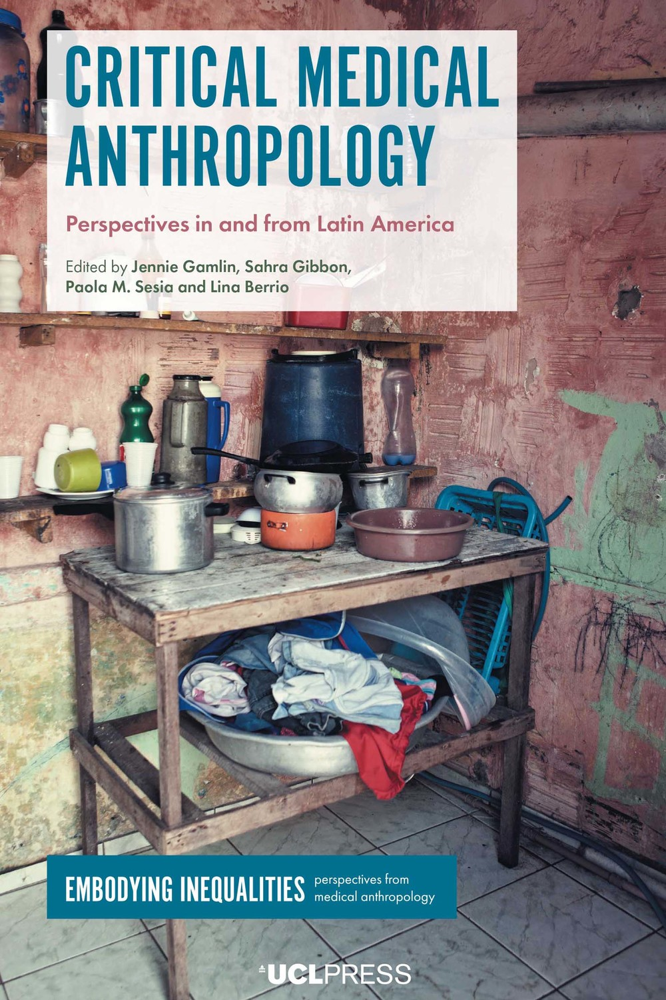 CRITICAL MEDICAL
ANTHROPOLOGY
Perspectives in and from Latin America
Edited by Jennie Gamlin, Sahra Gibbon,
Paola M. Sesia and Lina Berrio
EMBODYING INEQUALITIES
perspectives from
medical anthropology
UCLPRESS